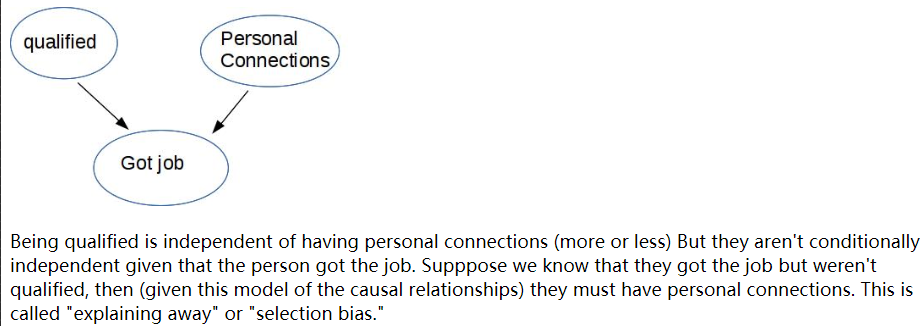 qualified
Personal
Connections
Got job
Being qualified is independent of having personal connections (more or less) But they aren't conditionally
independent given that the person got the job. Supppose we know that they got the job but weren't
qualified, then (given this model of the causal relationships) they must have personal connections. This is
called "explaining away" or "selection bias."